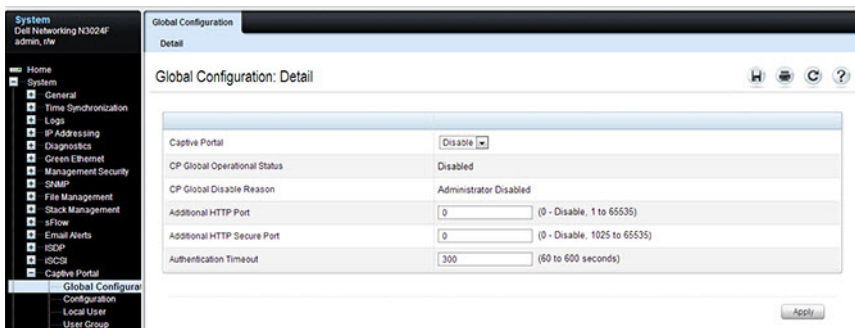 System
Dell Networking N3024F
admin, r/w
Home
System
General
Time Synchronization
Logs
IP Addressing
Diagnostics
Green Ethernet
Management Security
SNMP
File Management
Stack Management
sFlow
Email Alerts
ISDP
iSCSI
Captive Portal
Global Configurat
Configuration
Local User
User Group
Global Configuration
Detail
Global Configuration: Detail
Captive Portal Disable
CP Global Operational Status Disabled
CP Global Disable Reason Administrator Disabled
Additional HTTP Port 0 (0 - Disable, 1 to 65535)
Additional HTTP Secure Port 0 (0 - Disable, 1025 to 65535)
Authentication Timeout 300 (60 to 600 seconds)
Apply